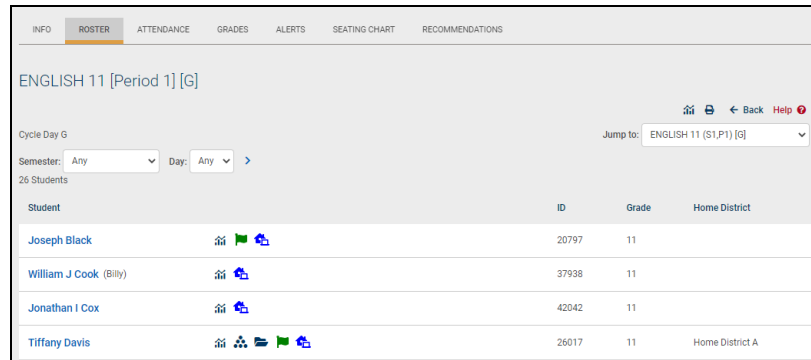 INFO ROSTER ATTENDANCE GRADES ALERTS SEATING CHART RECOMMENDATIONS
ENGLISH 11 [Period 1] [G]
Back Help
Cycle Day G Jump to: ENGLISH 11 (S1,P1) [G]
Semester: Any Day: Any
26 Students
Student ID Grade Home District
Joseph Black 20797 11
William J Cook (Billy) 37938 11
Jonathan I Cox 42042 11
Tiffany Davis 26017 11 Home District A